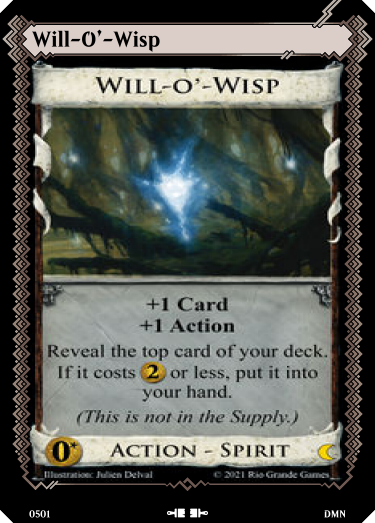 Will-O'-Wisp
WILL-O'-WISP
+1 Card
+1 Action
Reveal the top card of your deck.
If it costs 2 or less, put it into
your hand.
(This is not in the Supply.)
0* ACTION - SPIRIT
Illustration: Julien Delval © 2021 Rio Grande Games
0501 DMN